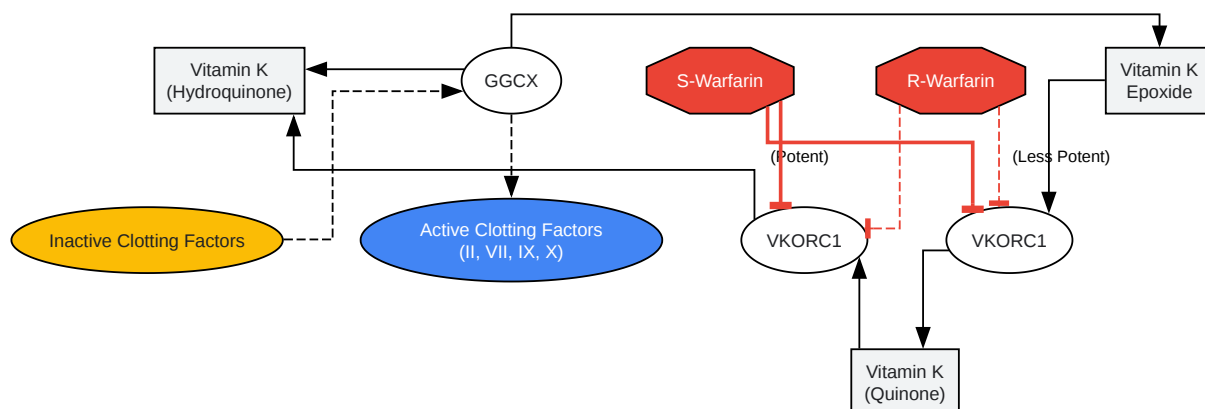 Vitamin K
(Hydroquinone)
GGCX
S-Warfarin
R-Warfarin
Vitamin K
Epoxide
(Potent)
(Less Potent)
Inactive Clotting Factors
Active Clotting Factors
(II, VII, IX, X)
VKORC1
VKORC1
Vitamin K
(Quinone)